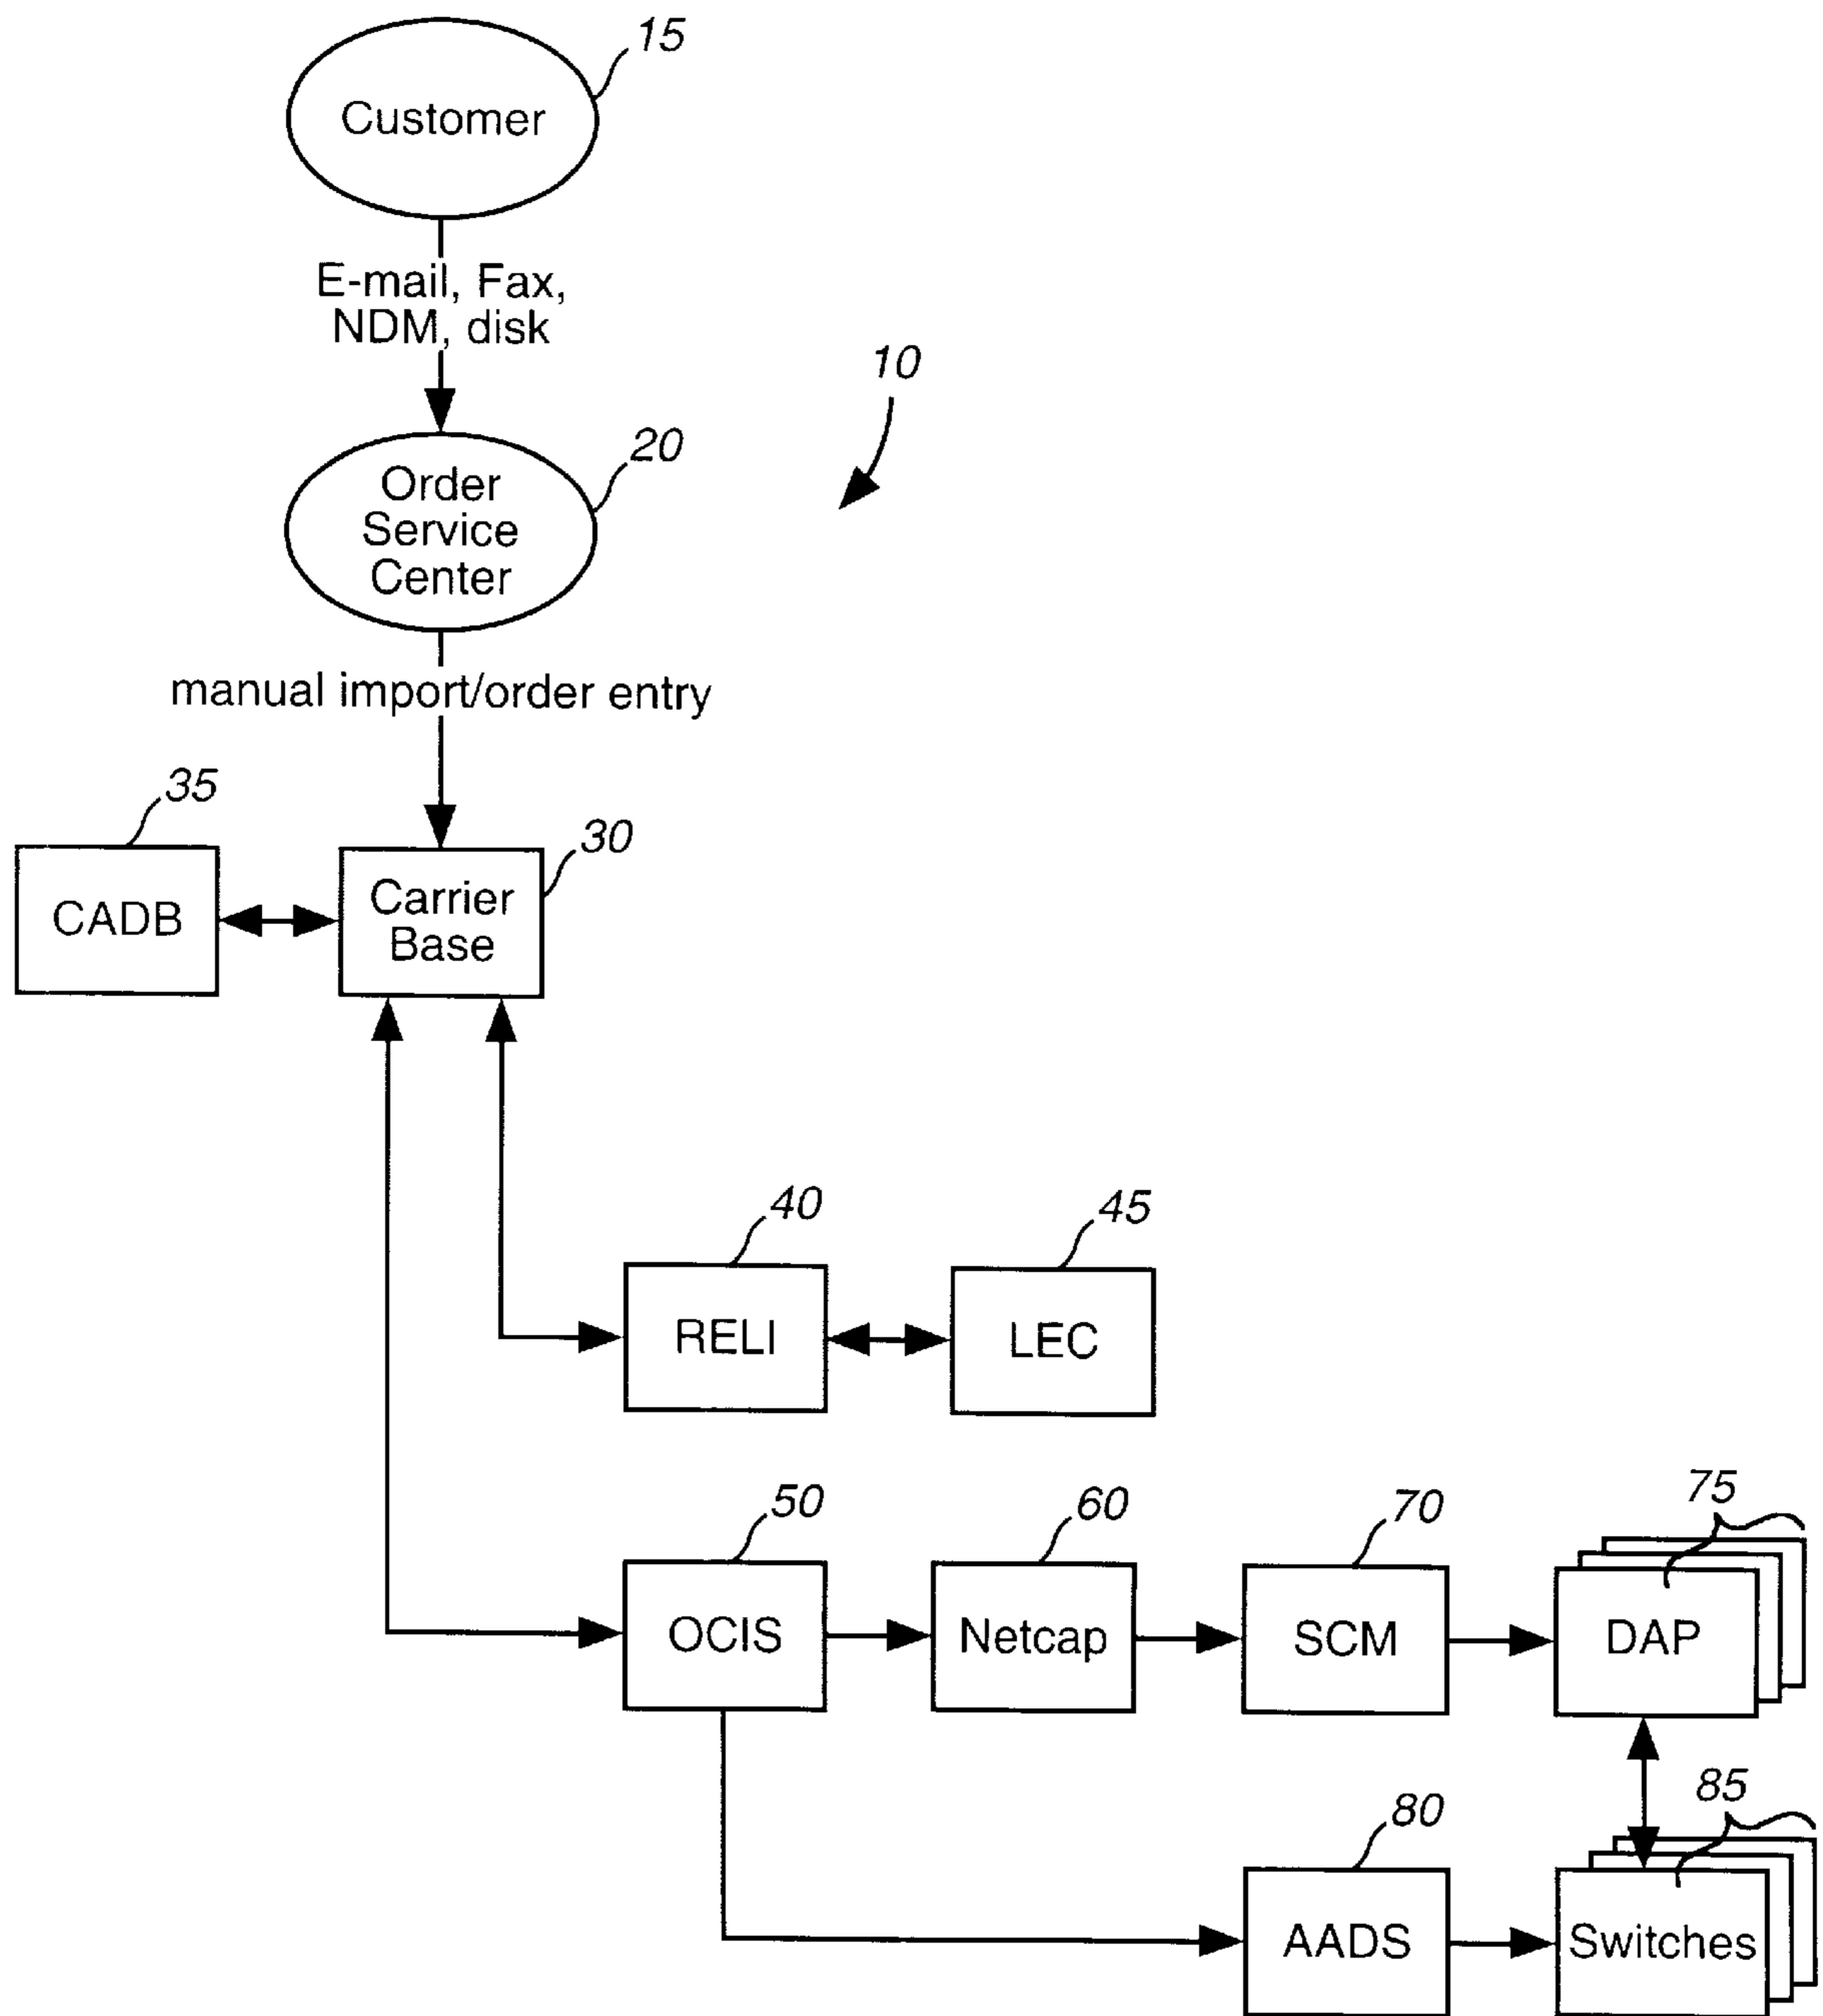 15
Customer
E-mail, Fax,
NDM, disk
10
20
Order
Service
Center
manual import/order entry
35
30
CADB
Carrier
Base
40
45
RELI
LEC
50
60
70
75
OCIS
Netcap
SCM
DAP
80
85
AADS
Switches